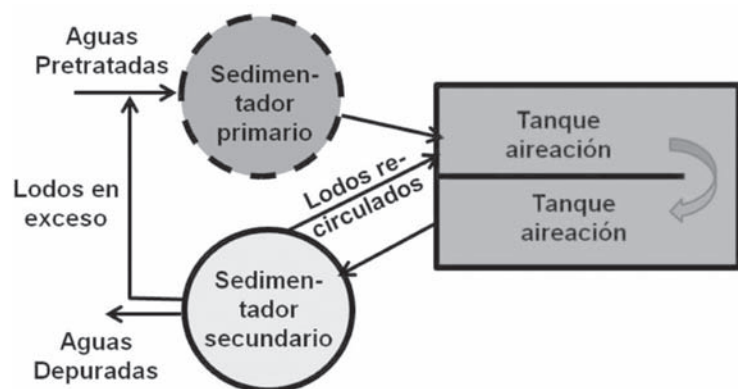 Aguas
Pretratadas
Sedimen-
tador
primario
Tanque
aireación
Lodos en
exceso
Lodos re-
circulados
Tanque
aireación
Sedimen-
tador
secundario
Aguas
Depuradas